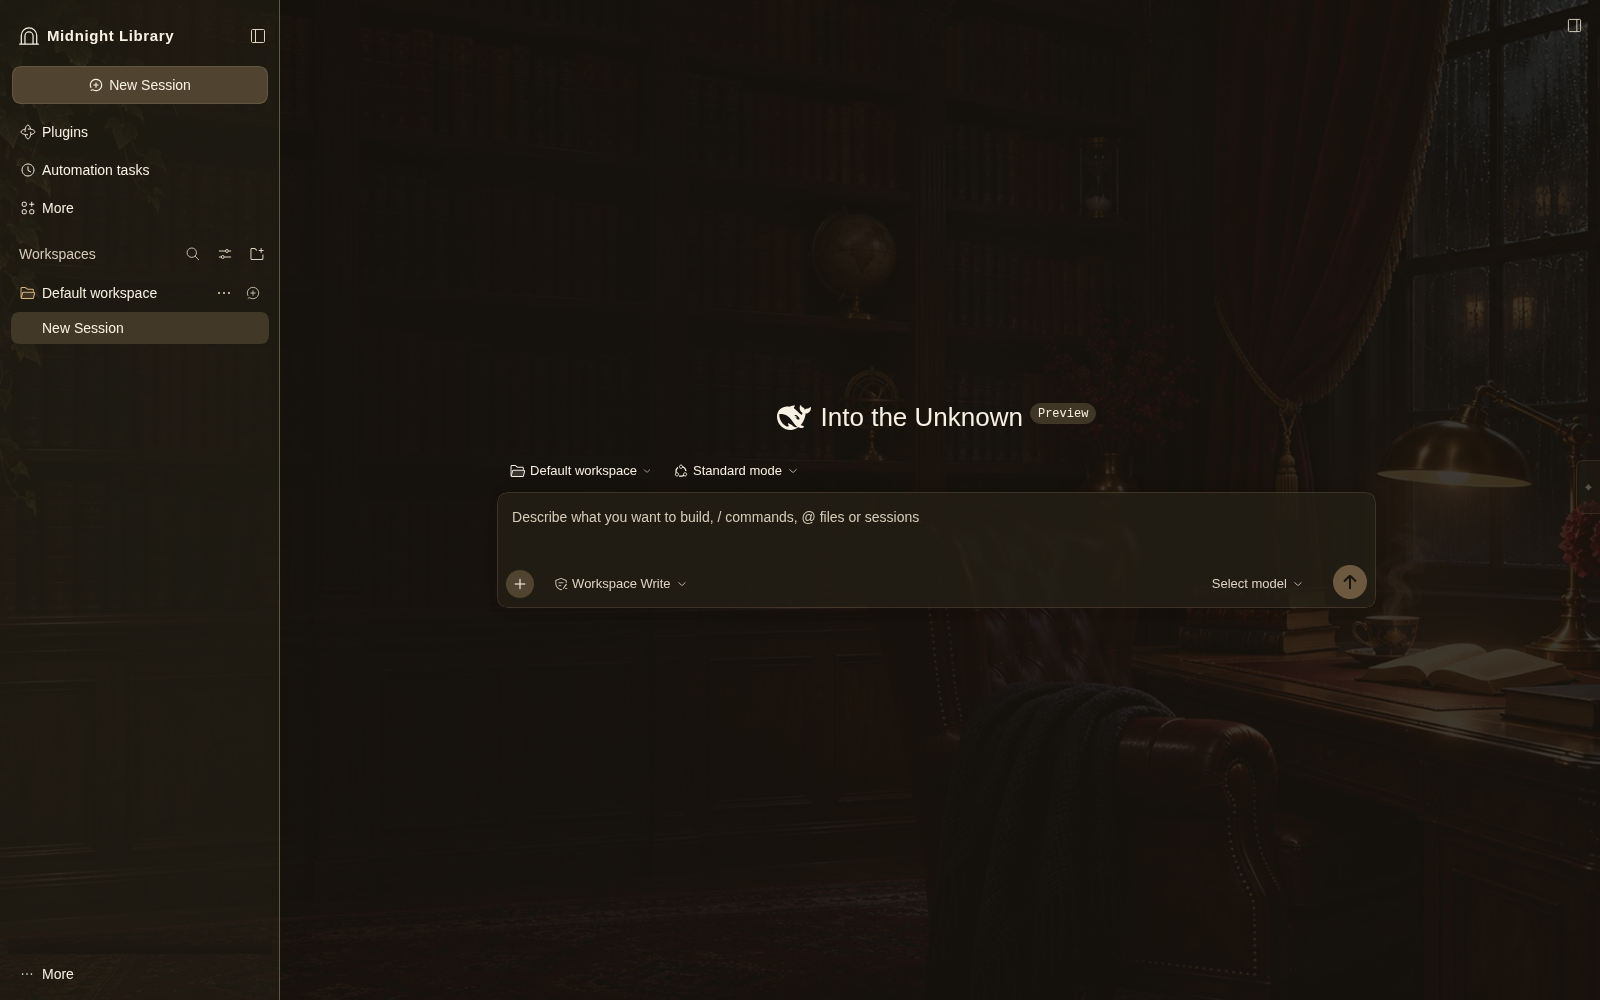 Midnight Library
New Session
Plugins
Automation tasks
More
Workspaces
Default workspace
New Session
Into the Unknown Preview
Default workspace Standard mode
Describe what you want to build, / commands, @ files or sessions
Workspace Write Select model
More